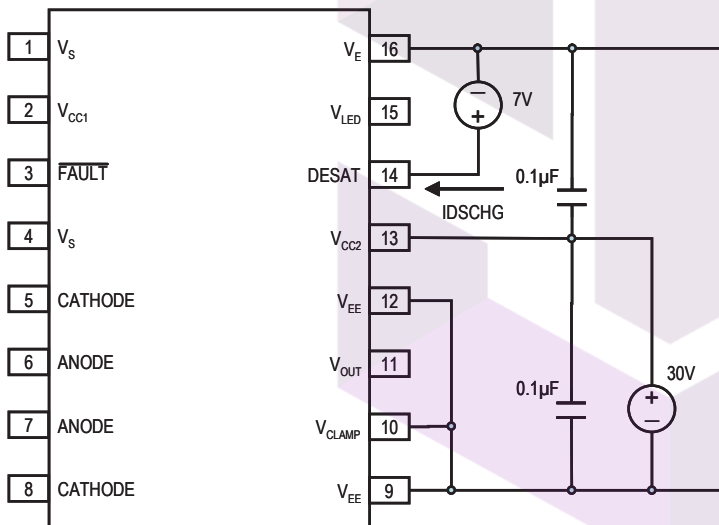 1 VS VE 16
7V
2 VCC1 VLED 15
3 FAULT DESAT 14
0.1µF
IDSCHG
4 VS VCC2 13
5 CATHODE VEE 12
6 ANODE VOUT 11
30V
0.1µF
7 ANODE VCLAMP 10
8 CATHODE VEE 9